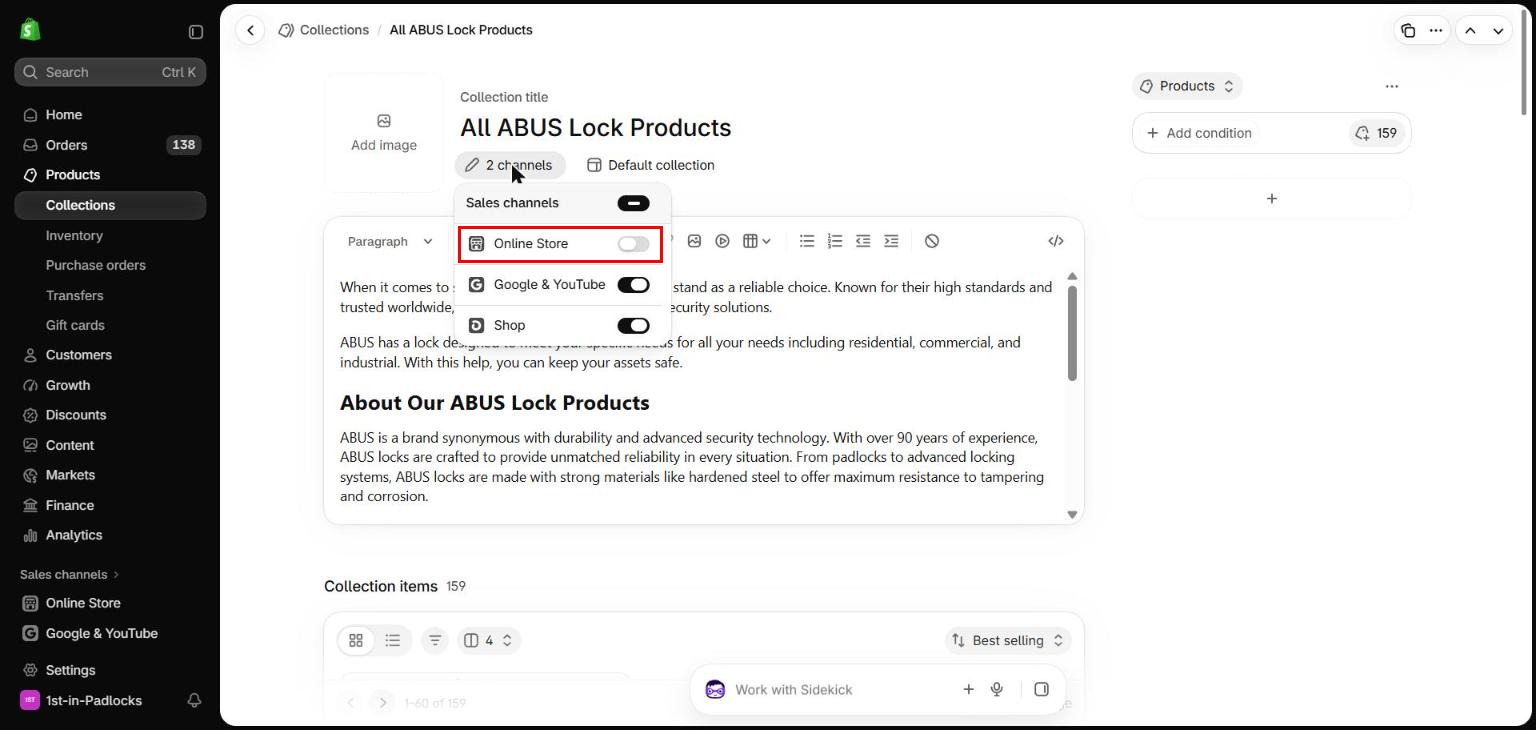 Search Ctrl K
Home
Orders 138
Products
Collections
Inventory
Purchase orders
Transfers
Gift cards
Customers
Growth
Discounts
Content
Markets
Finance
Analytics
Sales channels
Online Store
Google & YouTube
Settings
1ST 1st-in-Padlocks
Collections / All ABUS Lock Products
Add image
Collection title
All ABUS Lock Products
2 channels Default collection
Sales channels
Online Store
Google & YouTube
Shop
Paragraph
When it comes to stand as a reliable choice. Known for their high standards and
trusted worldwide, security solutions.
ABUS has a lock designed to meet your specific needs for all your needs including residential, commercial, and
industrial. With this help, you can keep your assets safe.
About Our ABUS Lock Products
ABUS is a brand synonymous with durability and advanced security technology. With over 90 years of experience,
ABUS locks are crafted to provide unmatched reliability in every situation. From padlocks to advanced locking
systems, ABUS locks are made with strong materials like hardened steel to offer maximum resistance to tampering
and corrosion.
Collection items 159
4 Best selling
1-60 of 159
Work with Sidekick
Products
Add condition 159